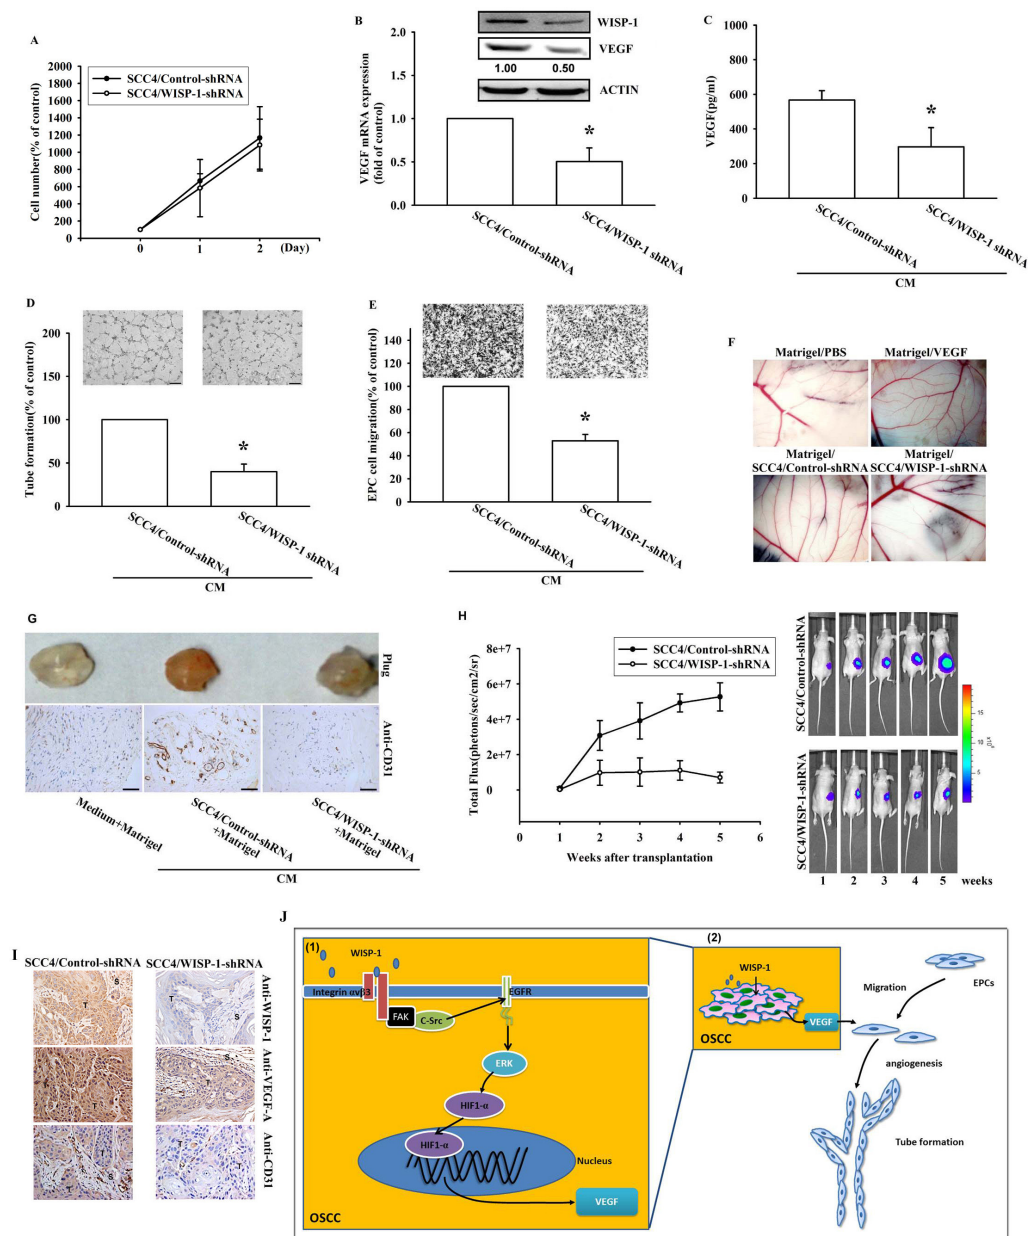 A
SCC4/Control-shRNA
SCC4/WISP-1-shRNA
Cell number(% of control)
2000
1800
1600
1400
1200
1000
800
600
400
200
0
0 1 2 (Day)
B
WISP-1
VEGF
1.00 0.50
ACTIN
VEGF mRNA expression
(fold of control)
2.0
1.5
1.0
0.5
0.0
*
SCC4/Control-shRNA
SCC4/WISP-1 shRNA
C
VEGF(pg/ml)
1000
800
600
400
200
0
*
SCC4/Control-shRNA
SCC4/WISP-1 shRNA
CM
D
Tube formation(% of control)
200
150
100
50
0
*
SCC4/Control-shRNA
SCC4/WISP-1 shRNA
CM
E
EPC cell migration(% of control)
140
120
100
80
60
40
20
0
*
SCC4/Control-shRNA
SCC4/WISP-1-shRNA
CM
F
Matrigel/PBS
Matrigel/VEGF
Matrigel/
SCC4/Control-shRNA
Matrigel/
SCC4/WISP-1-shRNA
G
Plug
Anti-CD31
Medium+Matrigel
SCC4/Control-shRNA
+Matrigel
SCC4/WISP-1-shRNA
+Matrigel
CM
H
SCC4/Control-shRNA
SCC4/WISP-1-shRNA
Total Flux(phetons/sec/cm2/sr)
8e+7
6e+7
4e+7
2e+7
0
0 1 2 3 4 5 6
Weeks after transplantation
SCC4/Control-shRNA
SCC4/WISP-1-shRNA
15
10
5
1 2 3 4 5 weeks
I
SCC4/Control-shRNA
SCC4/WISP-1-shRNA
Anti-WISP-1
Anti-VEGF-A
Anti-CD31
T
S
T
S
T
T
S
T
T
S
T
T
T
J
(1)
WISP-1
Integrin αvβ3
EGFR
FAK
C-Src
ERK
HIF1-α
HIF1-α
Nucleus
VEGF
OSCC
(2)
WISP-1
VEGF
OSCC
Migration
EPCs
angiogenesis
Tube formation